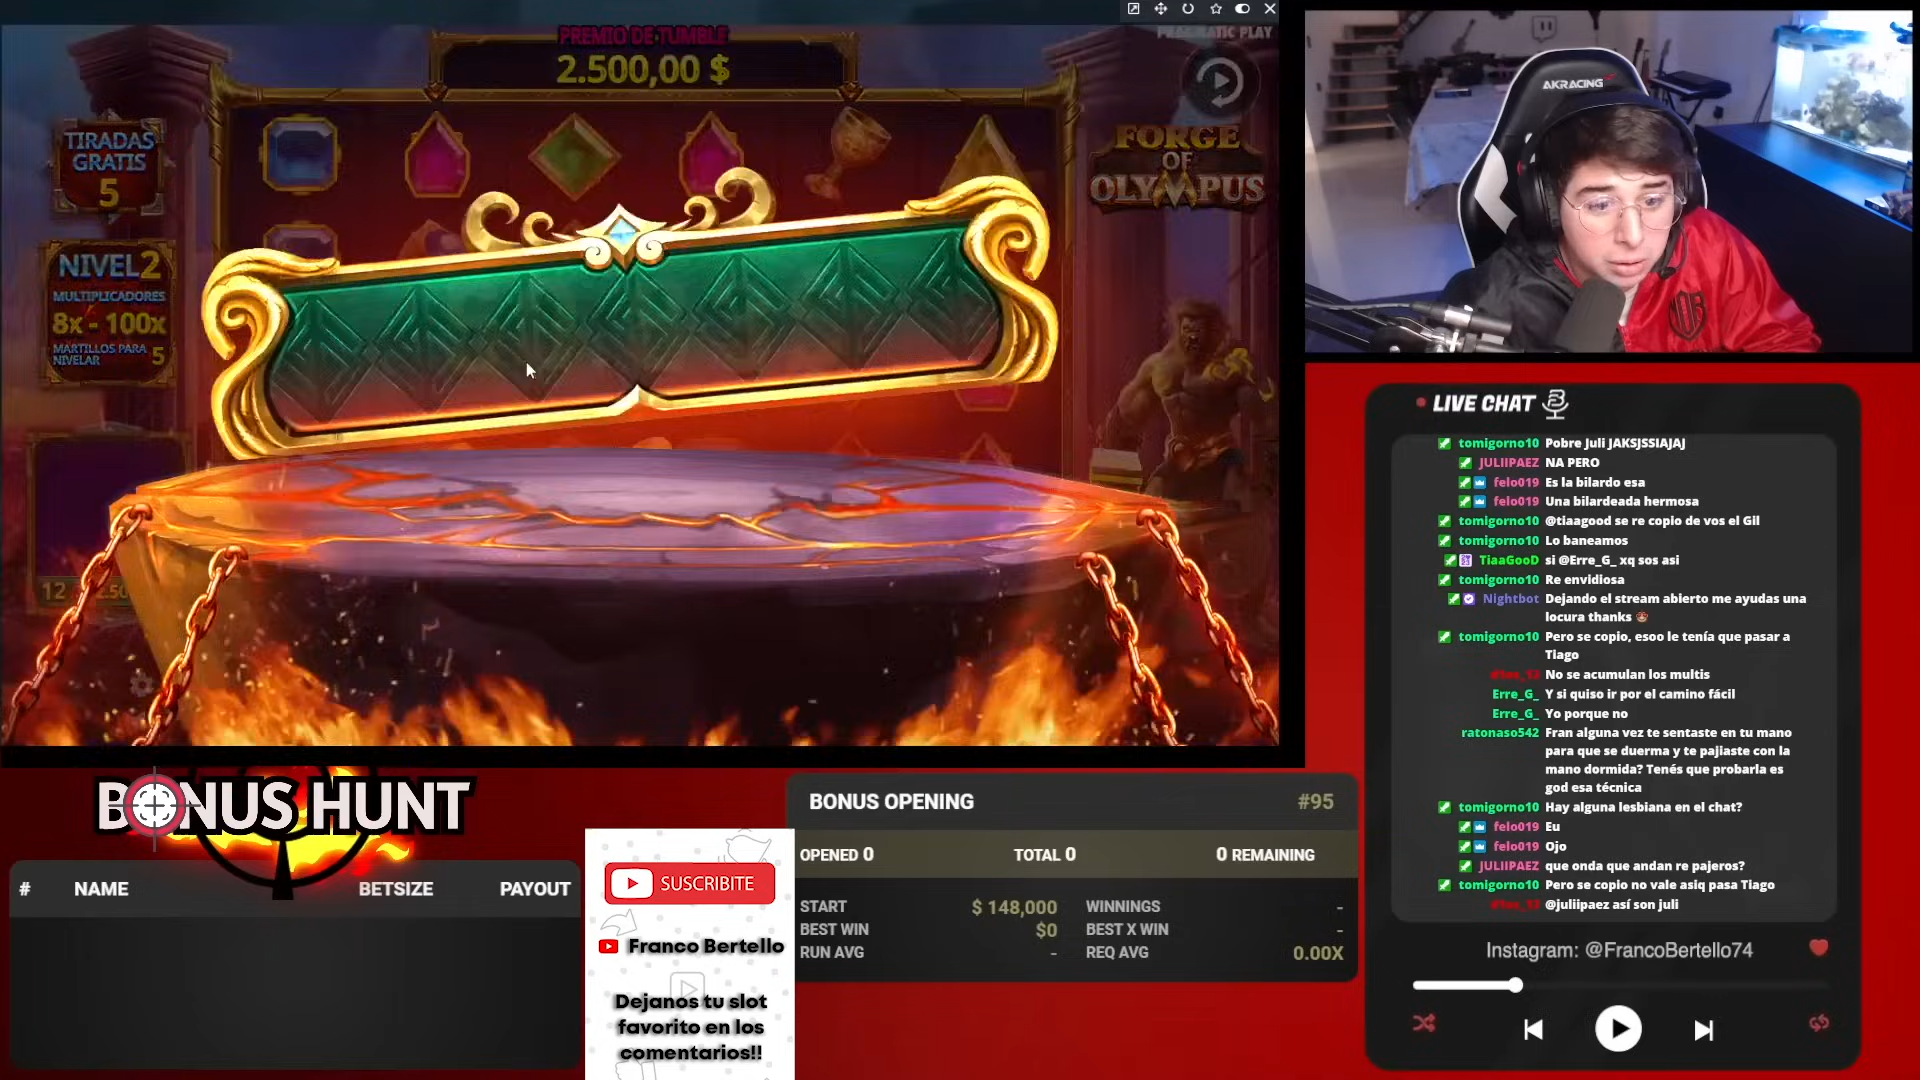 PREMIO DE TUMBLE
2.500,00 $
PRAGMATIC PLAY
TIRADAS
GRATIS
5
NIVEL2
MULTIPLICADORES
8x - 100x
MARTILLOS PARA
NIVELAR 5
FORGE
OF
OLYMPUS
12
AKRACING
LIVE CHAT
tomigorno10 Pobre Juli JAKSJSSIAJAJ
JULIIPAEZ NA PERO
felo019 Es la bilardo esa
felo019 Una bilardeada hermosa
tomigorno10 @tiaagood se re copio de vos el Gil
tomigorno10 Lo baneamos
TiaaGooD si @Erre_G_ xq sos asi
tomigorno10 Re envidiosa
Nightbot Dejando el stream abierto me ayudas una
locura thanks
tomigorno10 Pero se copio, esoo le tenía que pasar a
Tiago
No se acumulan los multis
Erre_G_ Y si quiso ir por el camino fácil
Erre_G_ Yo porque no
ratonaso542 Fran alguna vez te sentaste en tu mano
para que se duerma y te pajiaste con la
mano dormida? Tenés que probarla es
god esa técnica
tomigorno10 Hay alguna lesbiana en el chat?
felo019 Eu
felo019 Ojo
JULIIPAEZ que onda que andan re pajeros?
tomigorno10 Pero se copio no vale asiq pasa Tiago
@juliipaez así son juli
Instagram: @FrancoBertello74
BONUS HUNT
# NAME BETSIZE PAYOUT
SUSCRIBITE
Franco Bertello
Dejanos tu slot
favorito en los
comentarios!!
BONUS OPENING #95
OPENED 0 TOTAL 0 0 REMAINING
START $ 148,000 WINNINGS -
BEST WIN $0 BEST X WIN -
RUN AVG - REQ AVG 0.00X